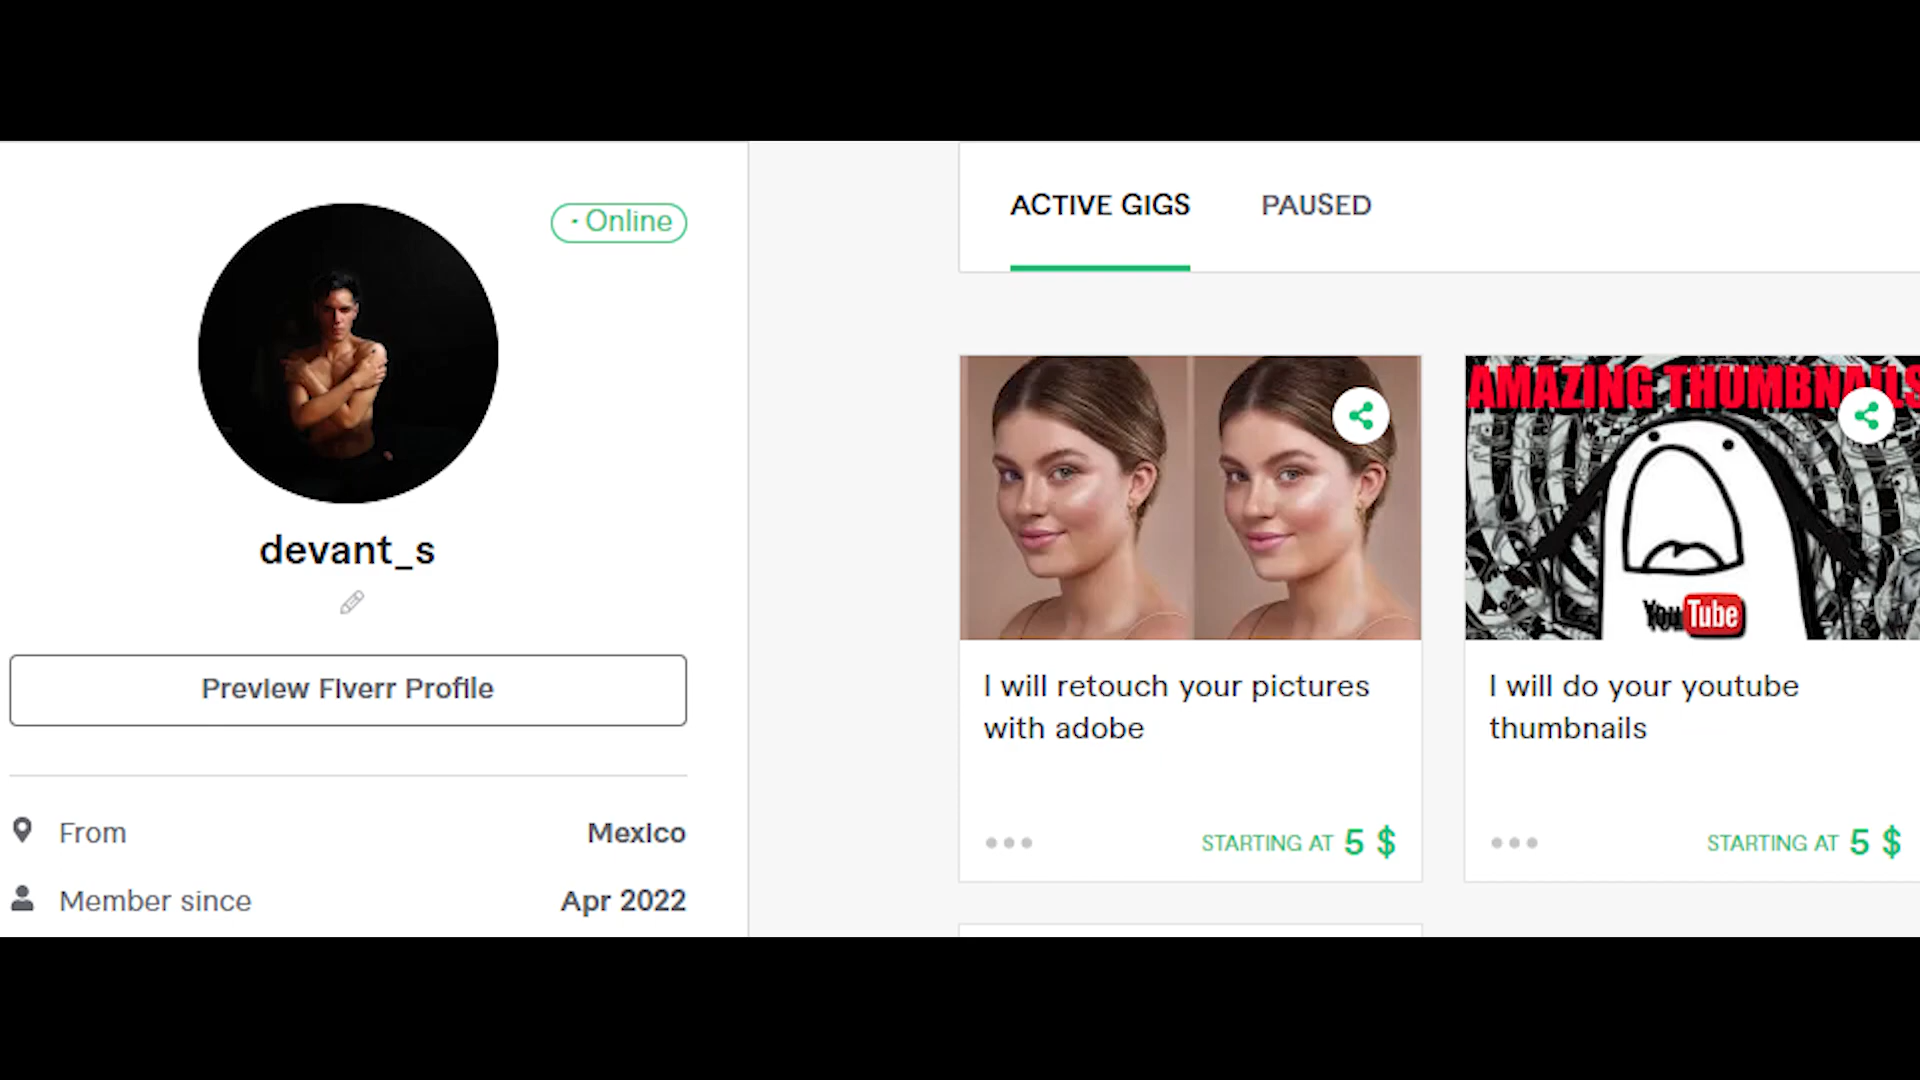 · Online
devant_s
Preview Fiverr Profile
From Mexico
Member since Apr 2022
ACTIVE GIGS PAUSED
I will retouch your pictures
with adobe
STARTING AT 5 $
AMAZING THUMBNAILS
YouTube
I will do your youtube
thumbnails
STARTING AT 5 $